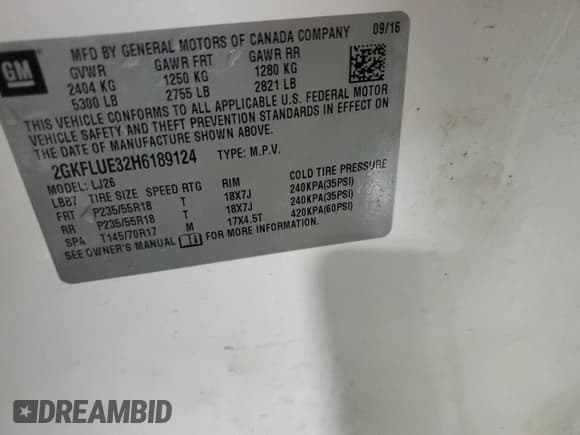 GM
MFD BY GENERAL MOTORS OF CANADA COMPANY 09/16
GVWR GAWR FRT GAWR RR
2404 KG 1250 KG 1280 KG
5300 LB 2755 LB 2821 LB
THIS VEHICLE CONFORMS TO ALL APPLICABLE U.S. FEDERAL MOTOR
VEHICLE SAFETY AND THEFT PREVENTION STANDARDS IN EFFECT ON
THE DATE OF MANUFACTURE SHOWN ABOVE.
2GKFLUE32H6189124 TYPE: M.P.V.
MODEL: LJ26
LBB7 TIRE SIZE SPEED RTG RIM COLD TIRE PRESSURE
FRT P235/55R18 T 18X7J 240KPA(35PSI)
RR P235/55R18 T 18X7J 240KPA(35PSI)
SPA T145/70R17 M 17X4.5T 420KPA(60PSI)
SEE OWNER'S MANUAL
DREAMBID